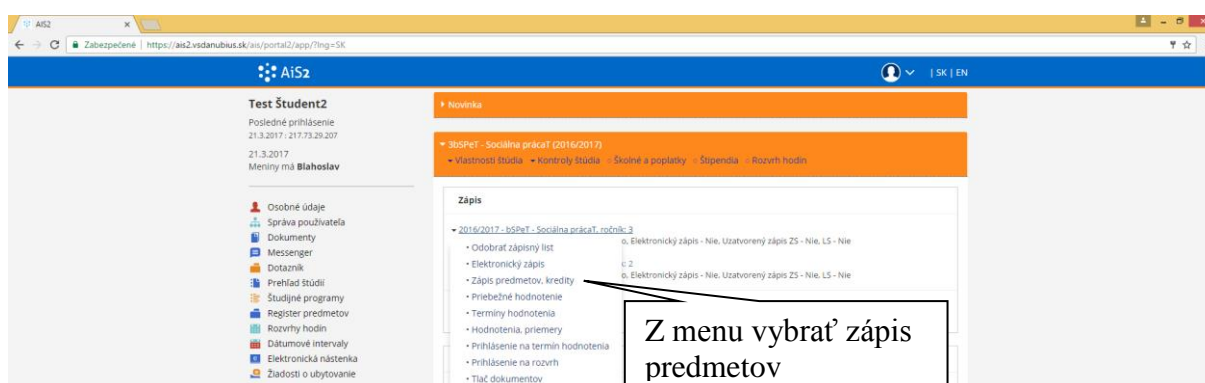 AiS2
Zabezpečené | https://ais2.vsdanubius.sk/ais/portal2/app/?lng=SK
AiS2 | SK | EN
Test Študent2
Posledné prihlásenie
21.3.2017 : 217.73.29.207
21.3.2017
Meniny má Blahoslav
Osobné údaje
Správa používateľa
Dokumenty
Messenger
Dotazník
Prehľad štúdií
Študijné programy
Register predmetov
Rozvrhy hodín
Dátumové intervaly
Elektronická nástenka
Žiadosti o ubytovanie
Novinka
3bSPeT - Sociálna prácaT (2016/2017)
Vlastnosti štúdia Kontroly štúdia Školné a poplatky Štipendia Rozvrh hodín
Zápis
2016/2017 - bSPeT - Sociálna prácaT, ročník: 3
o, Elektronický zápis - Nie, Uzatvorený zápis ZS - Nie, LS - Nie
: 2
o, Elektronický zápis - Nie, Uzatvorený zápis ZS - Nie, LS - Nie
• Odobrať zápisný list
• Elektronický zápis
• Zápis predmetov, kredity
• Priebežné hodnotenie
• Termíny hodnotenia
• Hodnotenia, priemery
• Prihlásenie na termín hodnotenia
• Prihlásenie na rozvrh
• Tlač dokumentov
Z menu vybrať zápis
predmetov